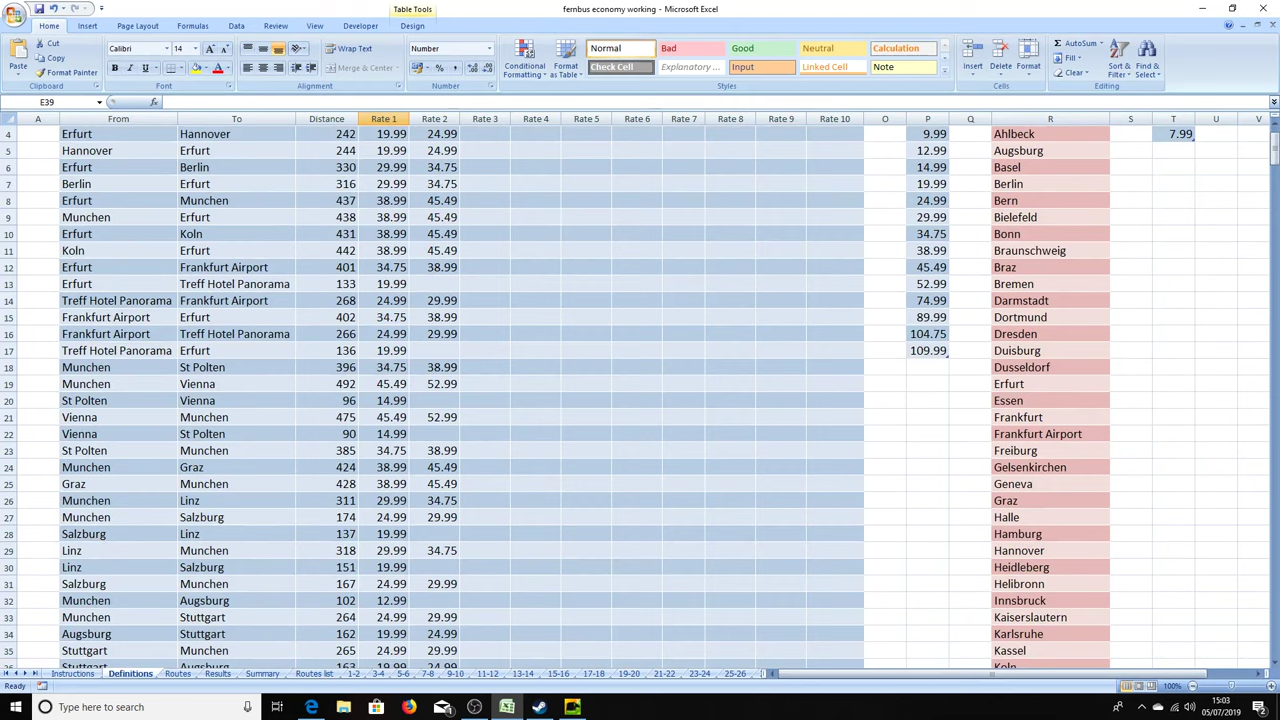 Table Tools
fernbus economy working - Microsoft Excel
Home Insert Page Layout Formulas Data Review View Developer Design
Cut
Copy
Format Painter
Paste
Clipboard
Calibri 14
B I U
Font
Wrap Text
Merge & Center
Alignment
Number
%
Number
Conditional Formatting
Format as Table
Normal Bad Good Neutral Calculation
Check Cell Explanatory ... Input Linked Cell Note
Styles
Insert Delete Format
Cells
AutoSum
Fill
Clear
Sort & Filter
Find & Select
Editing
E39 fx
A From To Distance Rate 1 Rate 2 Rate 3 Rate 4 Rate 5 Rate 6 Rate 7 Rate 8 Rate 9 Rate 10 O P Q R S T U V
4 Erfurt Hannover 242 19.99 24.99 9.99 Ahlbeck 7.99
5 Hannover Erfurt 244 19.99 24.99 12.99 Augsburg
6 Erfurt Berlin 330 29.99 34.75 14.99 Basel
7 Berlin Erfurt 316 29.99 34.75 19.99 Berlin
8 Erfurt Munchen 437 38.99 45.49 24.99 Bern
9 Munchen Erfurt 438 38.99 45.49 29.99 Bielefeld
10 Erfurt Koln 431 38.99 45.49 34.75 Bonn
11 Koln Erfurt 442 38.99 45.49 38.99 Braunschweig
12 Erfurt Frankfurt Airport 401 34.75 38.99 45.49 Braz
13 Erfurt Treff Hotel Panorama 133 19.99 52.99 Bremen
14 Treff Hotel Panorama Frankfurt Airport 268 24.99 29.99 74.99 Darmstadt
15 Frankfurt Airport Erfurt 402 34.75 38.99 89.99 Dortmund
16 Frankfurt Airport Treff Hotel Panorama 266 24.99 29.99 104.75 Dresden
17 Treff Hotel Panorama Erfurt 136 19.99 109.99 Duisburg
18 Munchen St Polten 396 34.75 38.99 Dusseldorf
19 Munchen Vienna 492 45.49 52.99 Erfurt
20 St Polten Vienna 96 14.99 Essen
21 Vienna Munchen 475 45.49 52.99 Frankfurt
22 Vienna St Polten 90 14.99 Frankfurt Airport
23 St Polten Munchen 385 34.75 38.99 Freiburg
24 Munchen Graz 424 38.99 45.49 Gelsenkirchen
25 Graz Munchen 428 38.99 45.49 Geneva
26 Munchen Linz 311 29.99 34.75 Graz
27 Munchen Salzburg 174 24.99 29.99 Halle
28 Salzburg Linz 137 19.99 Hamburg
29 Linz Munchen 318 29.99 34.75 Hannover
30 Linz Salzburg 151 19.99 Heidleberg
31 Salzburg Munchen 167 24.99 29.99 Helibronn
32 Munchen Augsburg 102 12.99 Innsbruck
33 Munchen Stuttgart 264 24.99 29.99 Kaiserslautern
34 Augsburg Stuttgart 162 19.99 24.99 Karlsruhe
35 Stuttgart Munchen 265 24.99 29.99 Kassel
Stuttgart Augsburg 163 19.99 24.99 Koln
Instructions Definitions Routes Results Summary Routes list 1-2 3-4 5-6 7-8 9-10 11-12 13-14 15-16 17-18 19-20 21-22 23-24 25-26
Ready 100%
Type here to search
15:03
05/07/2019